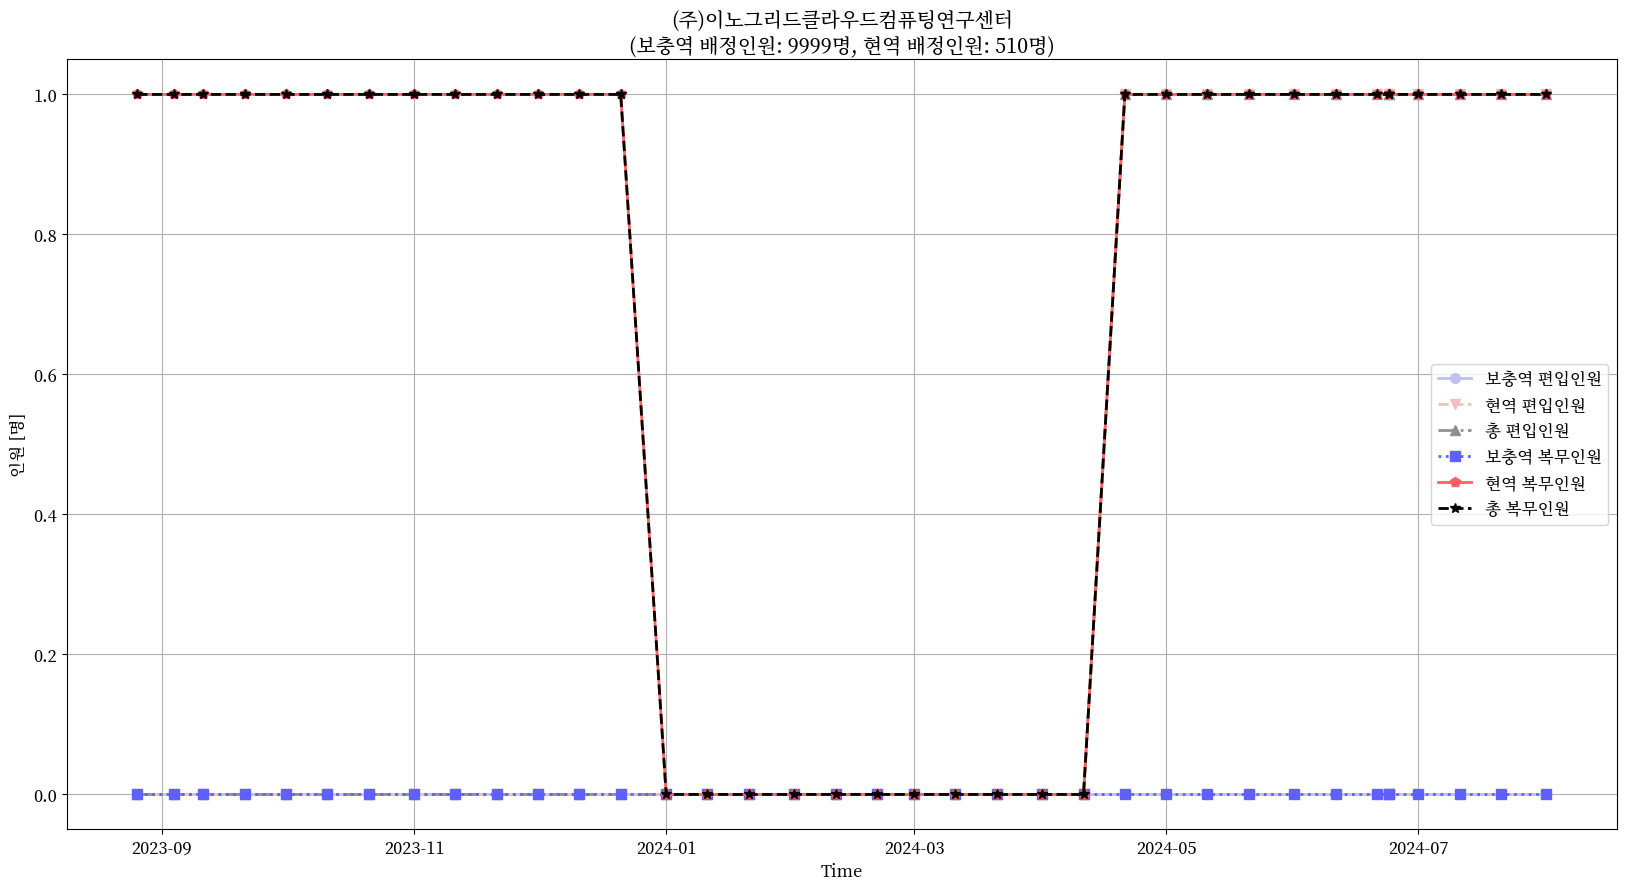 (주)이노그리드클라우드컴퓨팅연구센터
(보충역 배정인원: 9999명, 현역 배정인원: 510명)
1.0
0.8
0.6
0.4
0.2
0.0
인원 [명]
보충역 편입인원
현역 편입인원
총 편입인원
보충역 복무인원
현역 복무인원
총 복무인원
2023-09
2023-11
2024-01
2024-03
2024-05
2024-07
Time